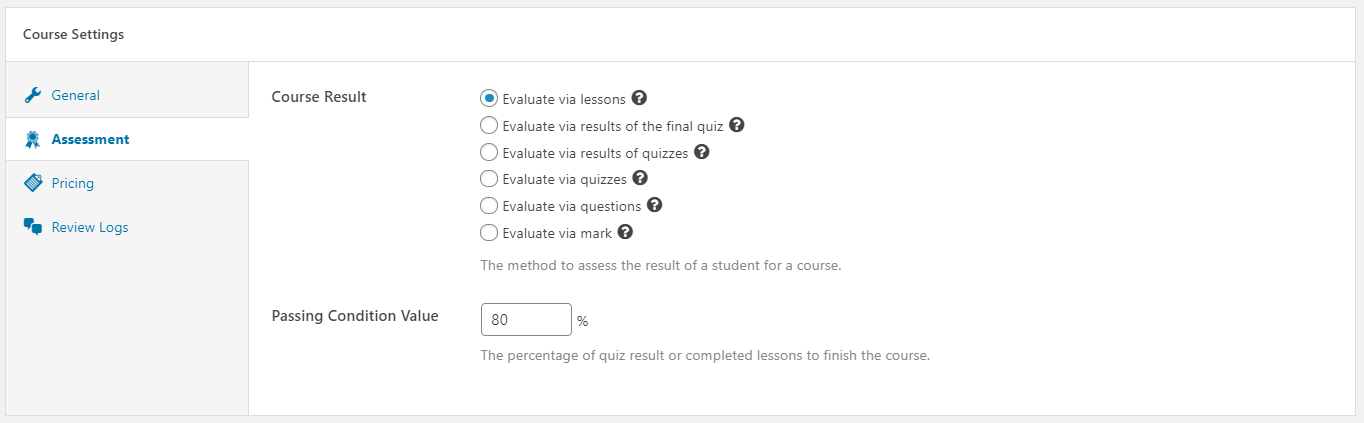 Course Settings
General
Assessment
Pricing
Review Logs
Course Result
Evaluate via lessons ?
Evaluate via results of the final quiz ?
Evaluate via results of quizzes ?
Evaluate via quizzes ?
Evaluate via questions ?
Evaluate via mark ?
The method to assess the result of a student for a course.
Passing Condition Value
80 %
The percentage of quiz result or completed lessons to finish the course.